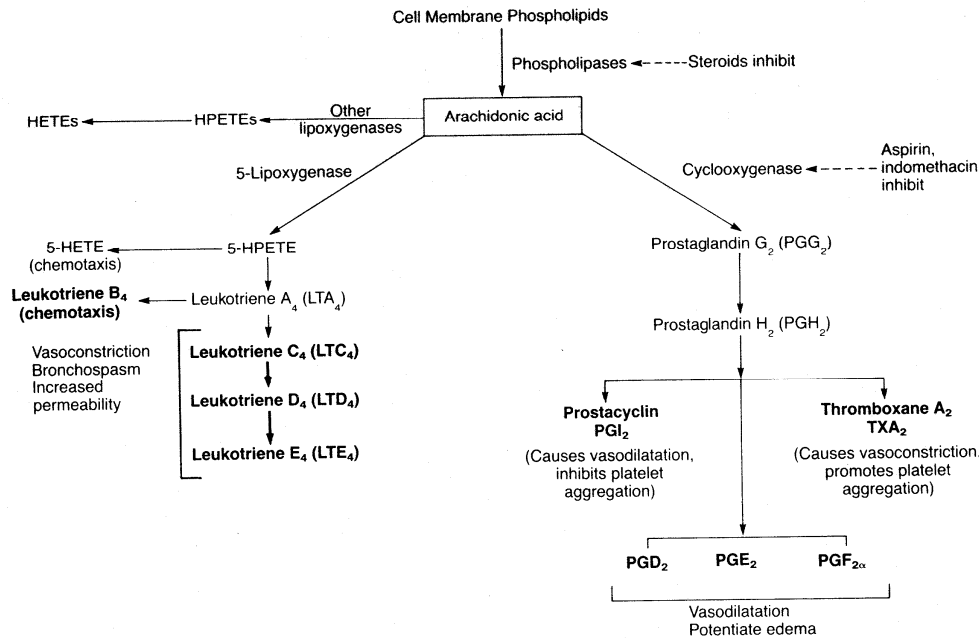 Cell Membrane Phospholipids
Phospholipases
Steroids inhibit
Arachidonic acid
Other
lipoxygenases
HPETEs
HETEs
5-Lipoxygenase
Cyclooxygenase
Aspirin,
indomethacin
inhibit
5-HETE
(chemotaxis)
5-HPETE
Leukotriene B₄
(chemotaxis)
Leukotriene A₄ (LTA₄)
Vasoconstriction
Bronchospasm
Increased
permeability
Leukotriene C₄ (LTC₄)
Leukotriene D₄ (LTD₄)
Leukotriene E₄ (LTE₄)
Prostaglandin G₂ (PGG₂)
Prostaglandin H₂ (PGH₂)
Prostacyclin
PGI₂
(Causes vasodilatation,
inhibits platelet
aggregation)
Thromboxane A₂
TXA₂
(Causes vasoconstriction,
promotes platelet
aggregation)
PGD₂
PGE₂
PGF₂α
Vasodilatation
Potentiate edema